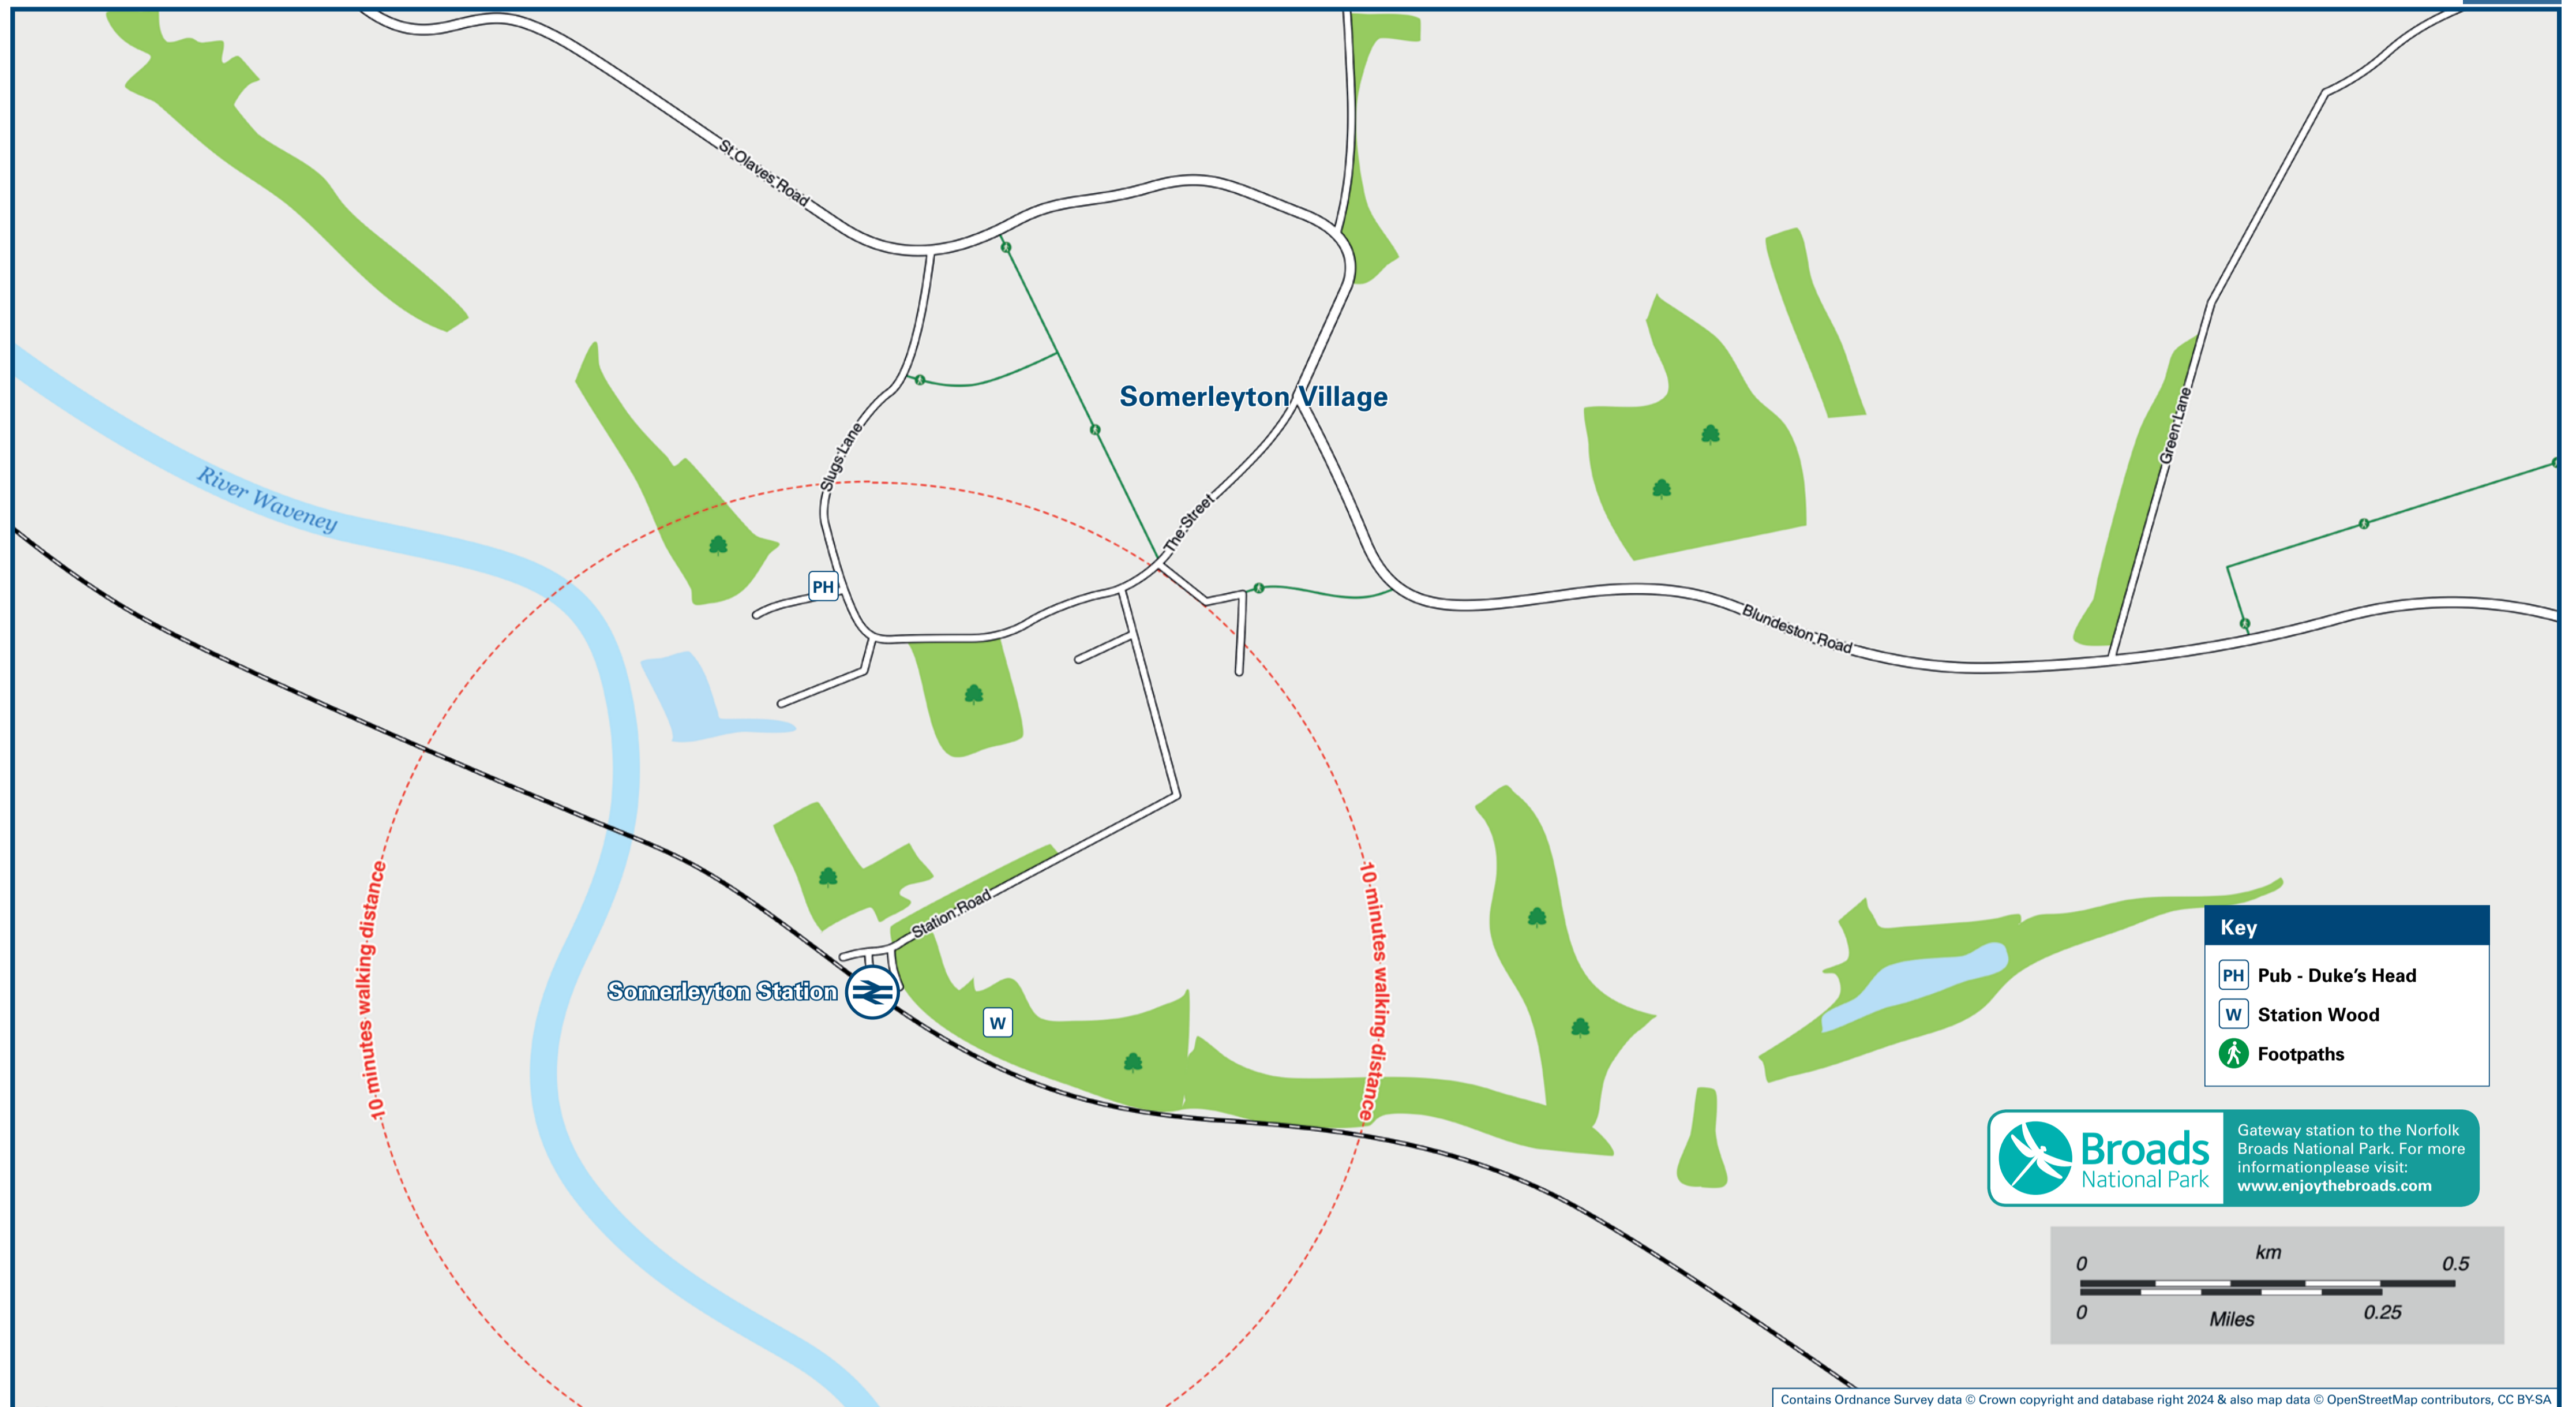 St Olaves Road
Somerleyton Village
Slugs Lane
Green Lane
River Waveney
The Street
PH
Blundeston Road
10 minutes walking distance
10 minutes walking distance
Station Road
Somerleyton Station
W
Key
PH Pub - Duke's Head
W Station Wood
Footpaths
Broads
National Park
Gateway station to the Norfolk
Broads National Park. For more
informationplease visit:
www.enjoythebroads.com
km
0 0.5
0 0.25
Miles
Contains Ordnance Survey data © Crown copyright and database right 2024 & also map data © OpenStreetMap contributors, CC BY-SA